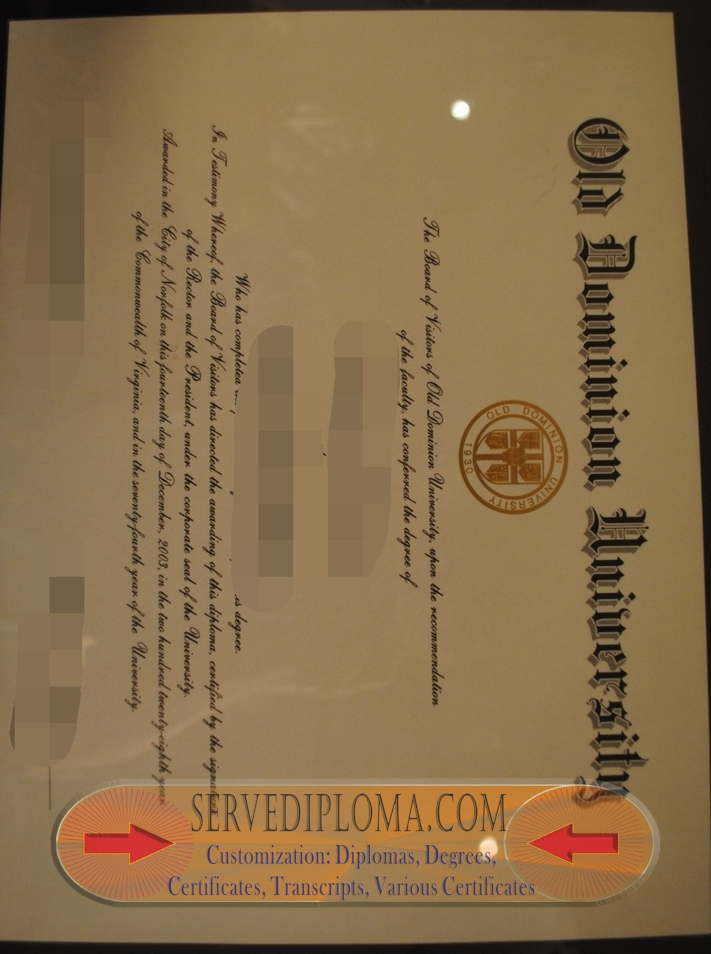 Old Dominion University
OLD DOMINION UNIVERSITY
1930
The Board of Visitors of Old Dominion University, upon the recommendation
of the faculty, has conferred the degree of
Who has completed
is degree.
In Testimony Whereof, the Board of Visitors has directed the awarding of this diploma, certified by the
of the Rector and the President, under the corporate seal of the University.
Awarded in the City of Norfolk on this fourteenth day of December, 2003, in the two hundred twenty-eighth year
of the Commonwealth of Virginia, and in the seventy-fourth year of the University.
SERVEDIPLOMA.COM
Customization: Diplomas, Degrees,
Certificates, Transcripts, Various Certificates